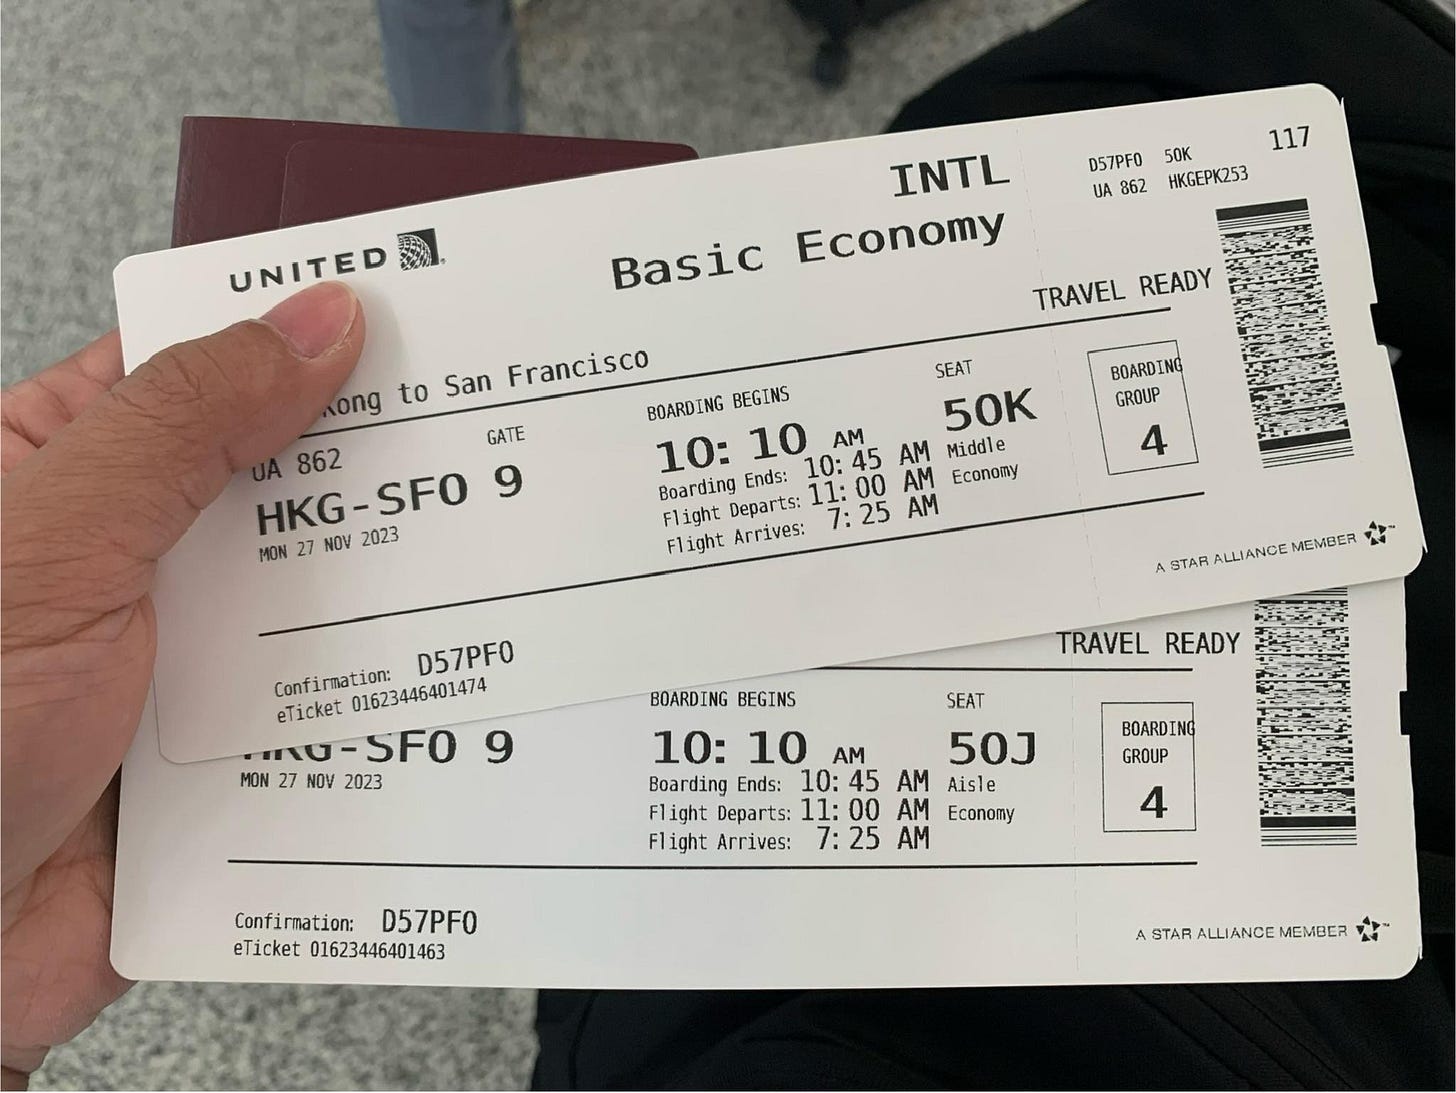 UNITED
INTL
Basic Economy
D57PF0 50K
UA 862 HKGEPK253
117
TRAVEL READY
to San Francisco
UA 862
GATE
HKG-SFO 9
MON 27 NOV 2023
BOARDING BEGINS
10: 10 AM
Boarding Ends: 10: 45 AM
Flight Departs: 11: 00 AM
Flight Arrives: 7: 25 AM
SEAT
50K
Middle
Economy
BOARDING
GROUP
4
A STAR ALLIANCE MEMBER
Confirmation: D57PF0
eTicket 01623446401474
TRAVEL READY
HKG-SFO 9
MON 27 NOV 2023
BOARDING BEGINS
10: 10 AM
Boarding Ends: 10: 45 AM
Flight Departs: 11: 00 AM
Flight Arrives: 7: 25 AM
SEAT
50J
Aisle
Economy
BOARDING
GROUP
4
Confirmation: D57PF0
eTicket 01623446401463
A STAR ALLIANCE MEMBER